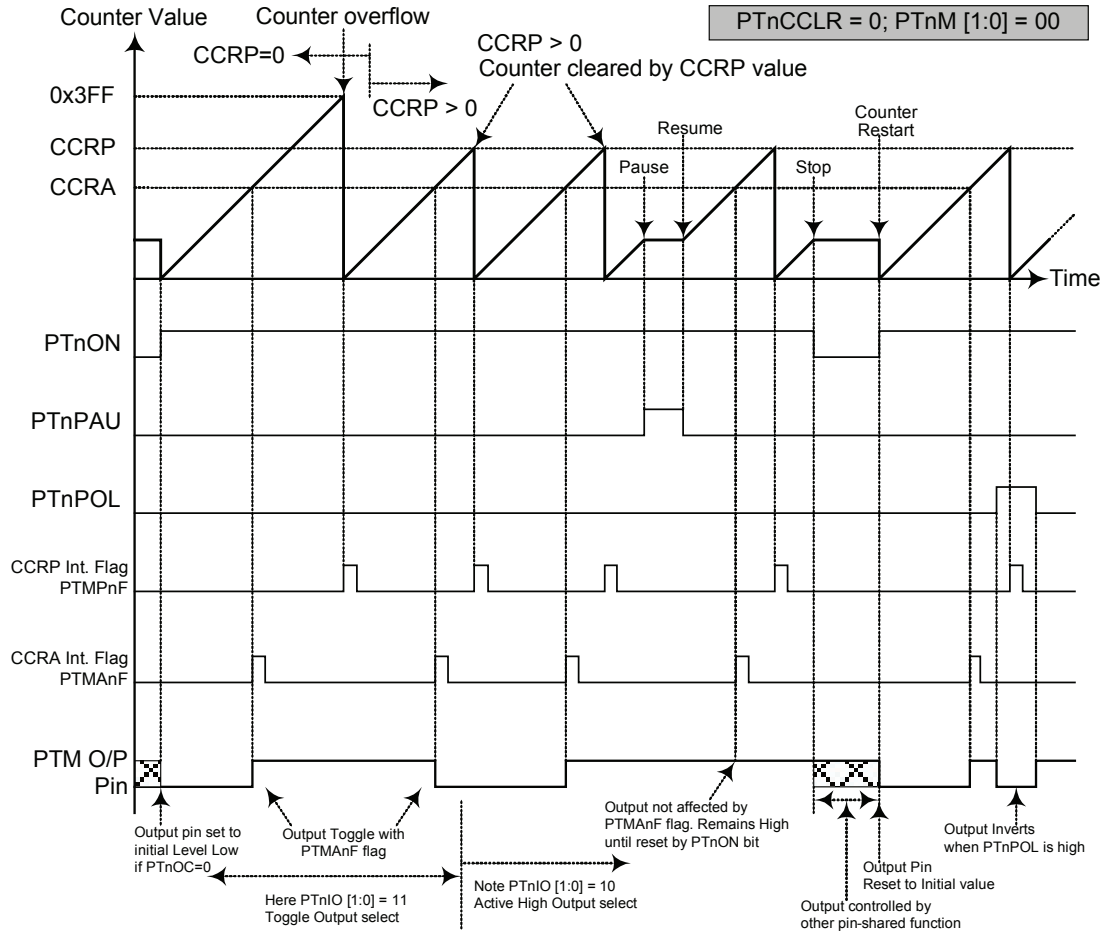 Counter Value
Counter overflow
PTnCCLR = 0; PTnM [1:0] = 00
CCRP=0
CCRP > 0
CCRP > 0
Counter cleared by CCRP value
0x3FF
CCRP
CCRA
Pause
Resume
Stop
Counter
Restart
Time
PTnON
PTnPAU
PTnPOL
CCRP Int. Flag
PTMPnF
CCRA Int. Flag
PTMAnF
PTM O/P
Pin
Output pin set to
initial Level Low
if PTnOC=0
Output Toggle with
PTMAnF flag
Here PTnIO [1:0] = 11
Toggle Output select
Note PTnIO [1:0] = 10
Active High Output select
Output not affected by
PTMAnF flag. Remains High
until reset by PTnON bit
Output Pin
Reset to Initial value
Output controlled by
other pin-shared function
Output Inverts
when PTnPOL is high